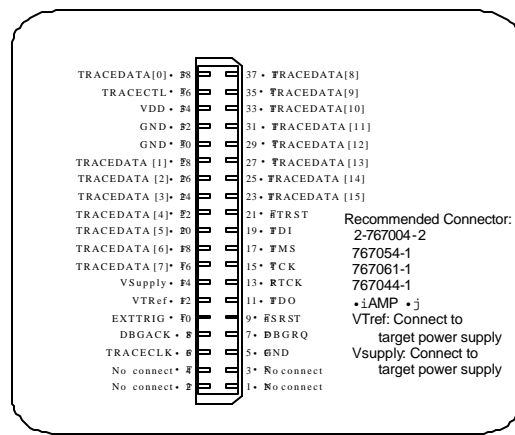 TRACEDATA[0]• 38 37 • TRACEDATA[8]
TRACECTL• 36 35 • TRACEDATA[9]
VDD • 34 33 • TRACEDATA[10]
GND • 32 31 • TRACEDATA [11]
GND • 30 29 • TRACEDATA [12]
TRACEDATA [1]• 28 27 • TRACEDATA [13]
TRACEDATA [2]• 26 25 • TRACEDATA [14]
TRACEDATA [3]• 24 23 • TRACEDATA [15]
TRACEDATA [4]• 22 21 • nTRST
TRACEDATA [5]• 20 19 • TDI
TRACEDATA [6]• 18 17 • TMS
TRACEDATA [7]• 16 15 • TCK
VSupply• 14 13 • RTCK
VTRef• 12 11 • TDO
EXTTRIG • 10 9 • nSRST
DBGACK • 8 7 • DBGRQ
TRACECLK • 6 5 • GND
No connect • 4 3 • No connect
No connect • 2 1 • No connect
Recommended Connector:
2-767004-2
767054-1
767061-1
767044-1
•iAMP •j
VTref: Connect to
target power supply
Vsupply: Connect to
target power supply